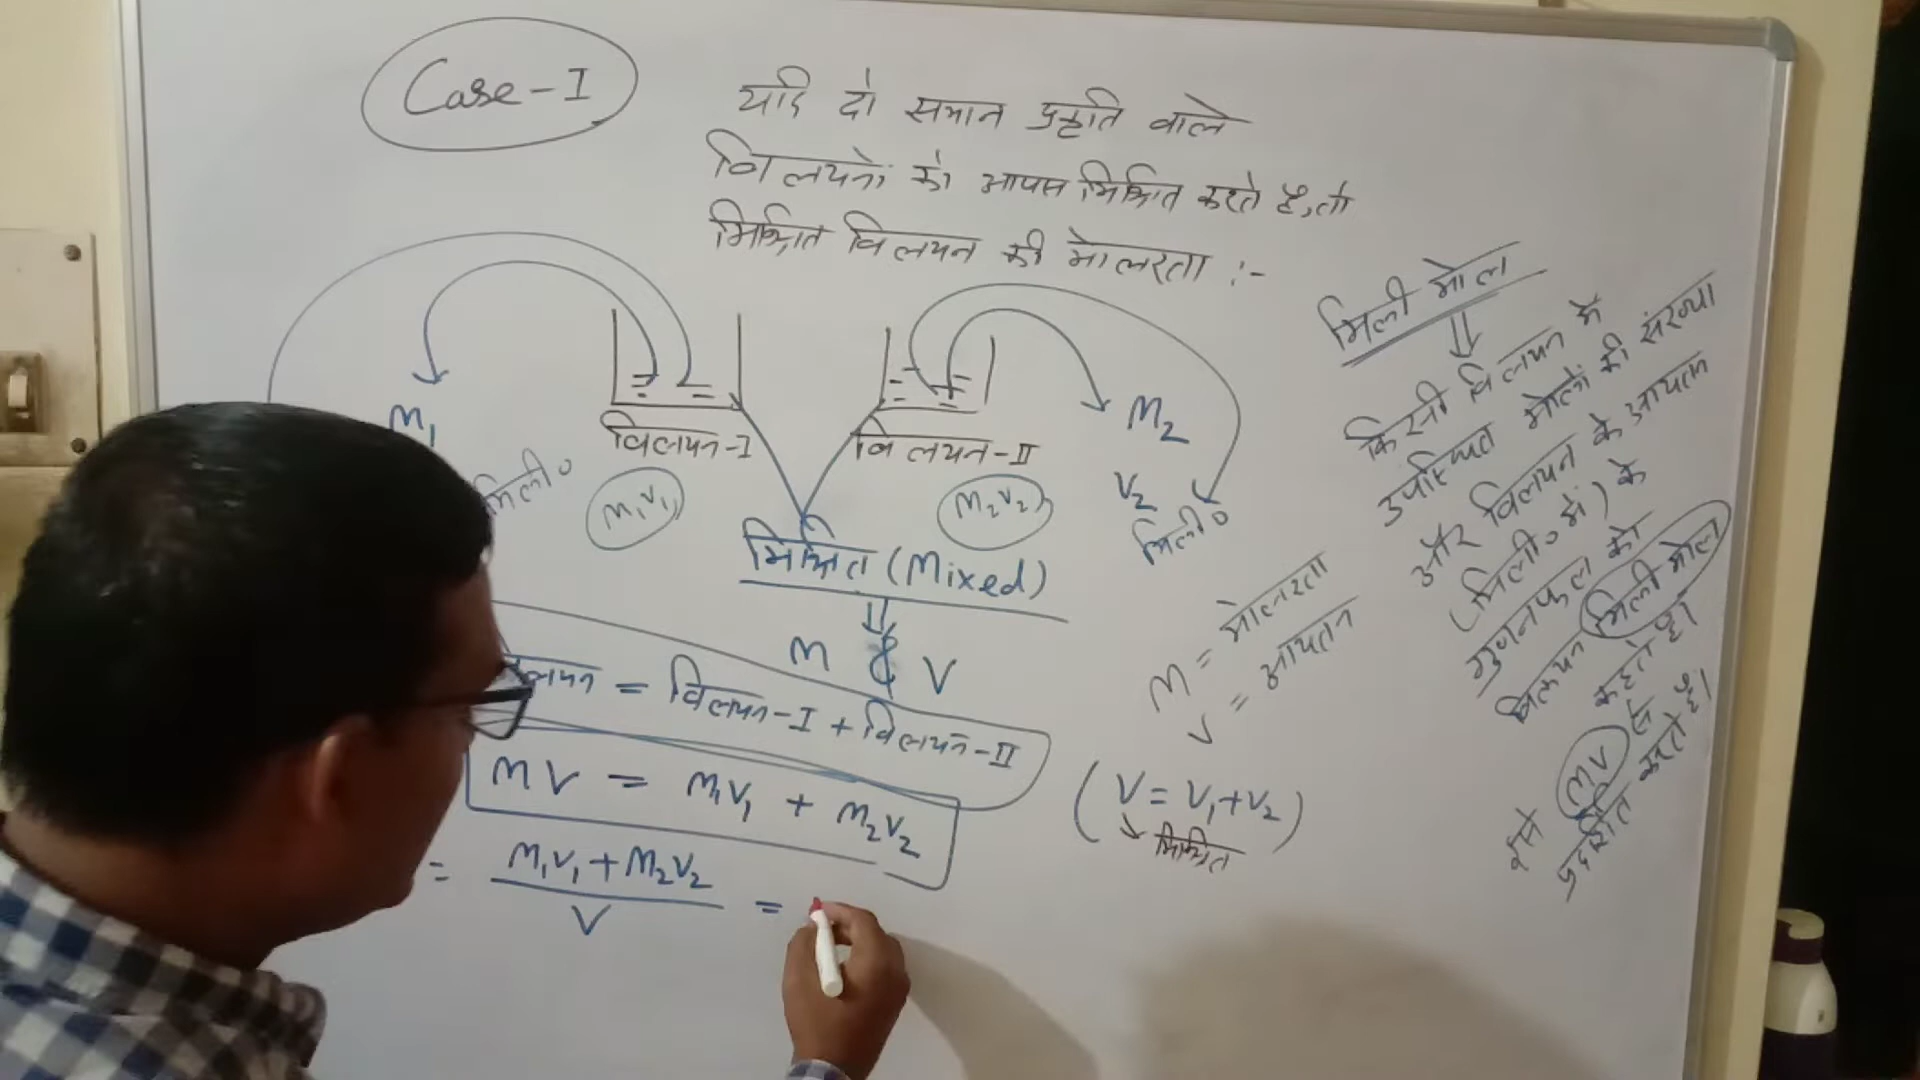 Case-I
यदि दो समान प्रकृति वाले
विलयनों को आपस मिश्रित करते है, तो
मिश्रित विलयन की मोलरता :-
M₁
मिली०
विलयन-I
M₁V₁
विलयन-II
M₂V₂
M₂
V₂
मिली०
मिश्रित (Mixed)
M & V
लयन = विलयन-I + विलयन-II
MV = M₁V₁ + M₂V₂
= M₁V₁ + M₂V₂ / V =
M = मोलरता
V = आयतन
(V = V₁+V₂)
मिश्रित
मिली मोल
किसी विलयन में
उपस्थित मोलों की संख्या
और विलयन के आयतन
(मिली० में) के
गुणनफल को
विलयन मिली मोल
कहते है।
इसे MV से
प्रदर्शित करते है।